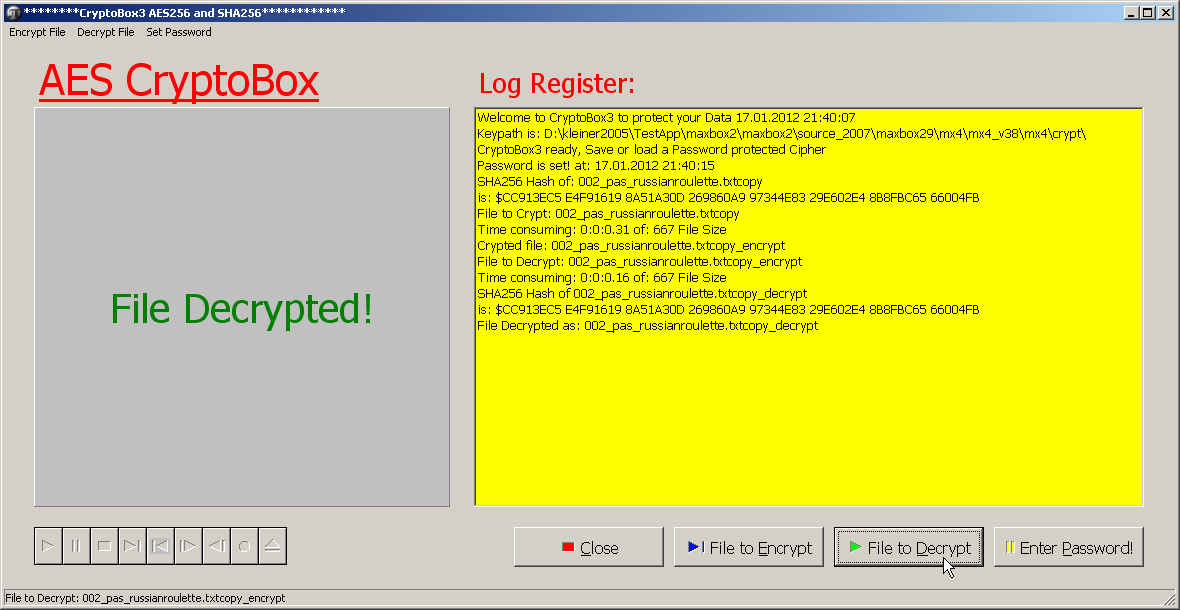 ********CryptoBox3 AES256 and SHA256*************
Encrypt File Decrypt File Set Password
AES CryptoBox
Log Register:
Welcome to CryptoBox3 to protect your Data 17.01.2012 21:40:07
Keypath is: D:\kleiner2005\TestApp\maxbox2\maxbox2\source_2007\maxbox29\mx4\mx4_v38\mx4\crypt\
CryptoBox3 ready, Save or load a Password protected Cipher
Password is set! at: 17.01.2012 21:40:15
SHA256 Hash of: 002_pas_russianroulette.txtcopy
is: $CC913EC5 E4F91619 8A51A30D 269860A9 97344E83 29E602E4 8B8FBC65 66004FB
File to Crypt: 002_pas_russianroulette.txtcopy
Time consuming: 0:0:0.31 of: 667 File Size
Crypted file: 002_pas_russianroulette.txtcopy_encrypt
File to Decrypt: 002_pas_russianroulette.txtcopy_encrypt
Time consuming: 0:0:0.16 of: 667 File Size
SHA256 Hash of 002_pas_russianroulette.txtcopy_decrypt
is: $CC913EC5 E4F91619 8A51A30D 269860A9 97344E83 29E602E4 8B8FBC65 66004FB
File Decrypted as: 002_pas_russianroulette.txtcopy_decrypt
File Decrypted!
Close
File to Encrypt
File to Decrypt
Enter Password!
File to Decrypt: 002_pas_russianroulette.txtcopy_encrypt